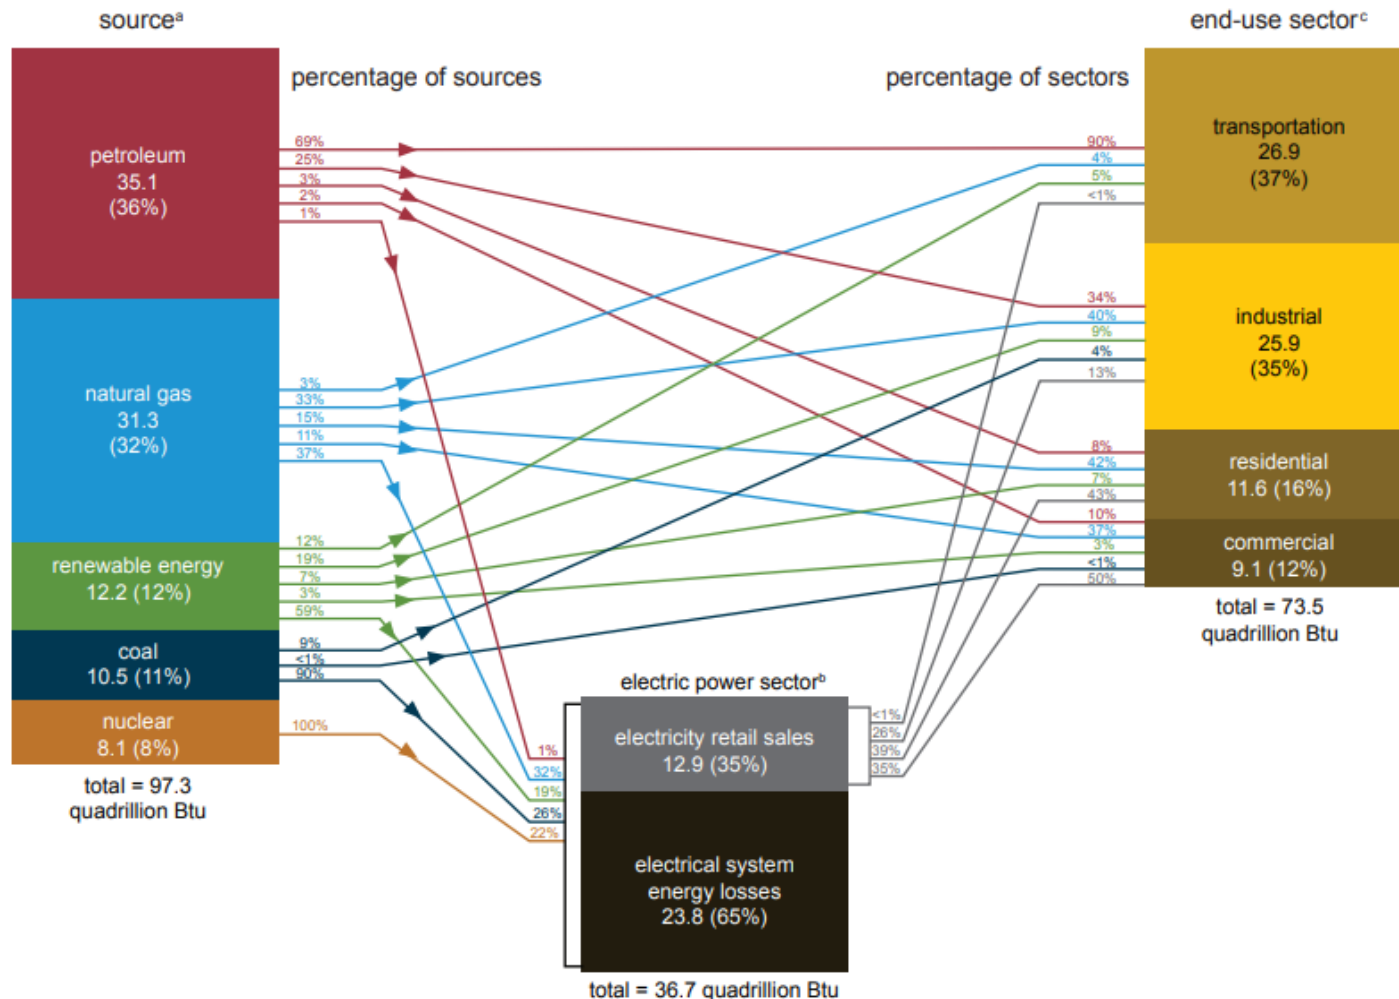 sourceᵃ
end-use sectorᶜ
percentage of sources
percentage of sectors
petroleum
35.1
(36%)
69%
25%
3%
2%
1%
natural gas
31.3
(32%)
3%
33%
15%
11%
37%
renewable energy
12.2 (12%)
12%
19%
7%
3%
59%
coal
10.5 (11%)
9%
<1%
90%
nuclear
8.1 (8%)
100%
total = 97.3
quadrillion Btu
electric power sectorᵇ
1%
32%
19%
26%
22%
electricity retail sales
12.9 (35%)
electrical system
energy losses
23.8 (65%)
total = 36.7 quadrillion Btu
<1%
26%
39%
35%
90%
4%
5%
<1%
transportation
26.9
(37%)
34%
40%
9%
4%
13%
industrial
25.9
(35%)
8%
42%
7%
43%
residential
11.6 (16%)
10%
37%
3%
<1%
50%
commercial
9.1 (12%)
total = 73.5
quadrillion Btu